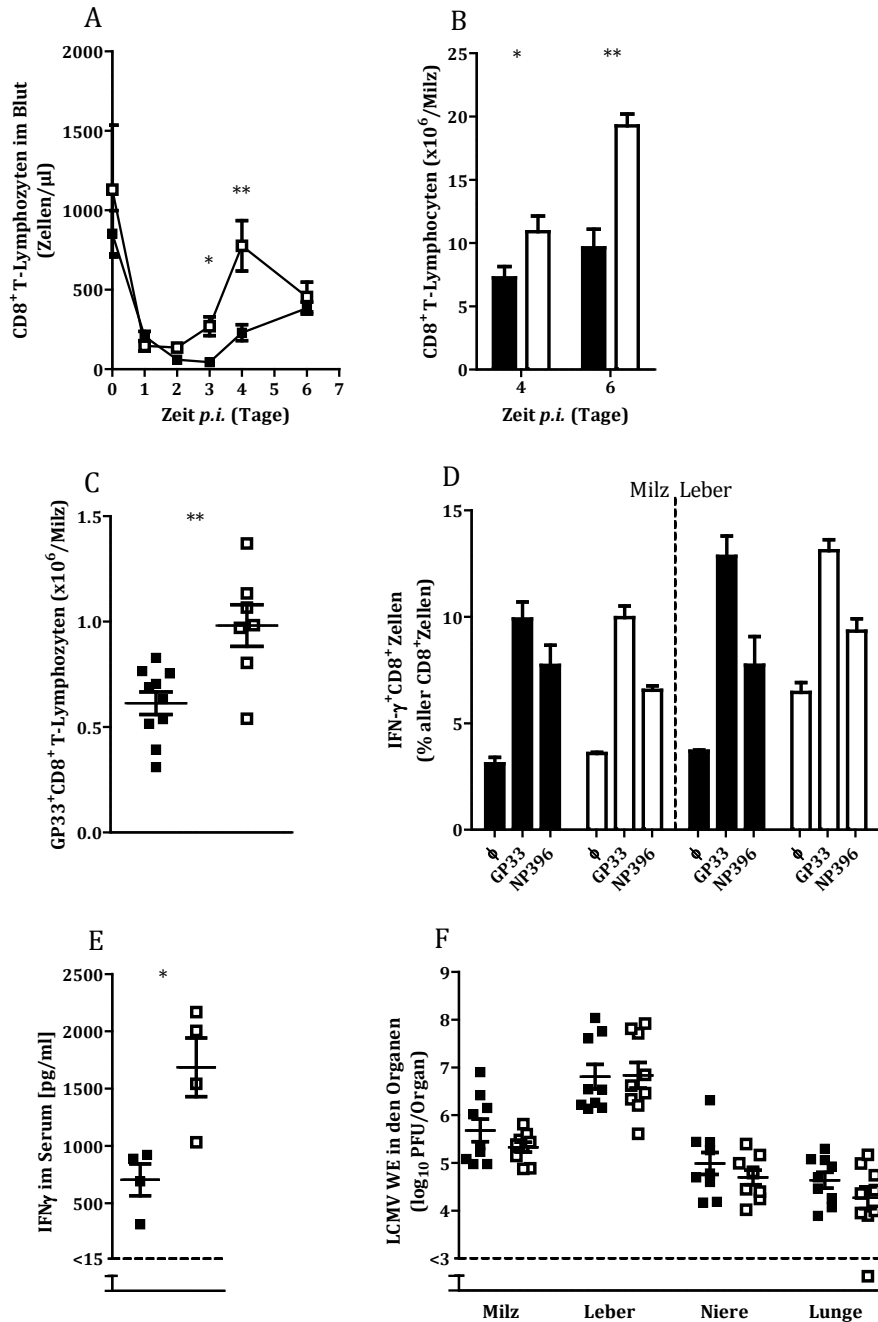 A
CD8+ T-Lymphozyten im Blut
(Zellen/µl)
2000
1500
1000
500
0
*
**
0 1 2 3 4 5 6 7
Zeit p.i. (Tage)
B
CD8+ T-Lymphocyten (x10^6/Milz)
25
20
15
10
5
0
*
**
4 6
Zeit p.i. (Tage)
C
GP33+CD8+ T-Lymphozyten (x10^6/Milz)
1.5
1.0
0.5
0.0
**
D
Milz Leber
IFN-γ+CD8+ Zellen
(% aller CD8+Zellen)
15
10
5
0
ϕ GP33 NP396 ϕ GP33 NP396 ϕ GP33 NP396 ϕ GP33 NP396
E
IFNγ im Serum [pg/ml]
2500
2000
1500
1000
500
<15
*
F
LCMV WE in den Organen
(log10 PFU/Organ)
9
8
7
6
5
4
<3
Milz Leber Niere Lunge